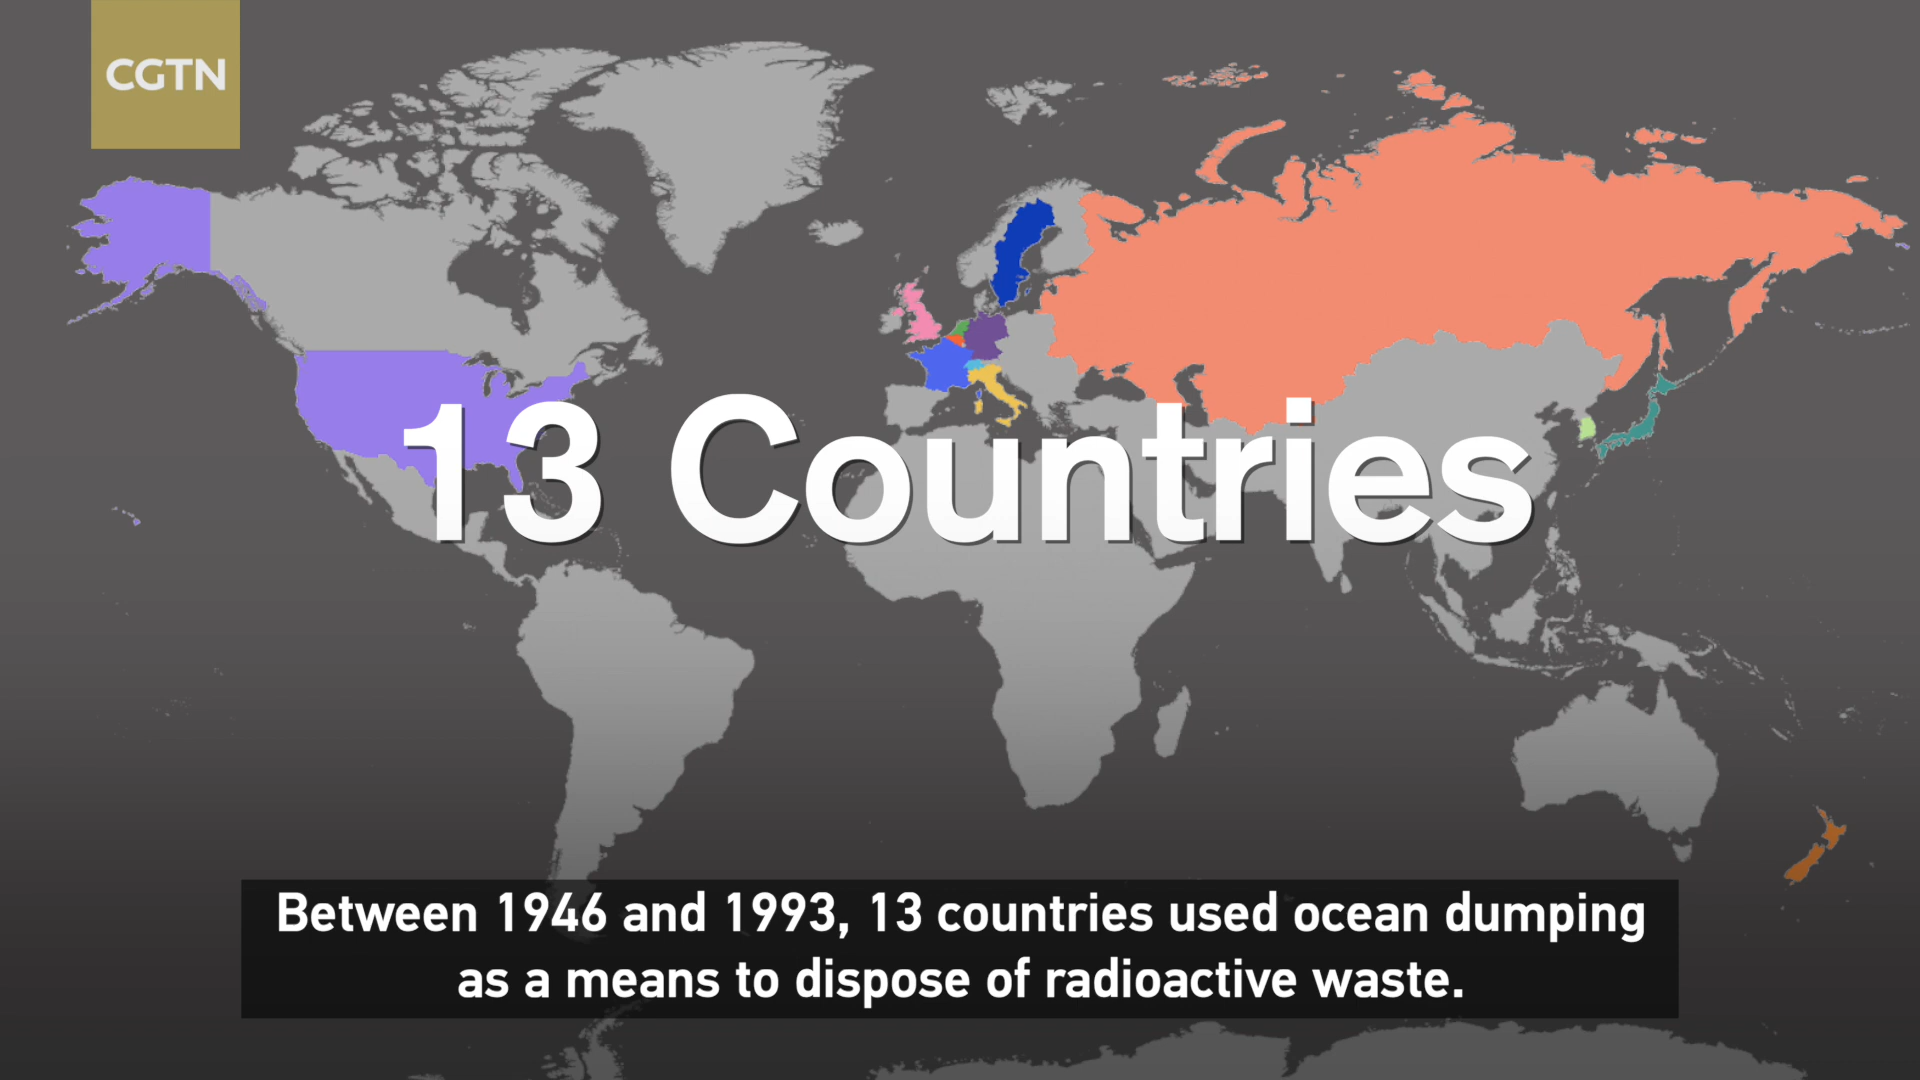 CGTN
13 Countries
Between 1946 and 1993, 13 countries used ocean dumping
as a means to dispose of radioactive waste.